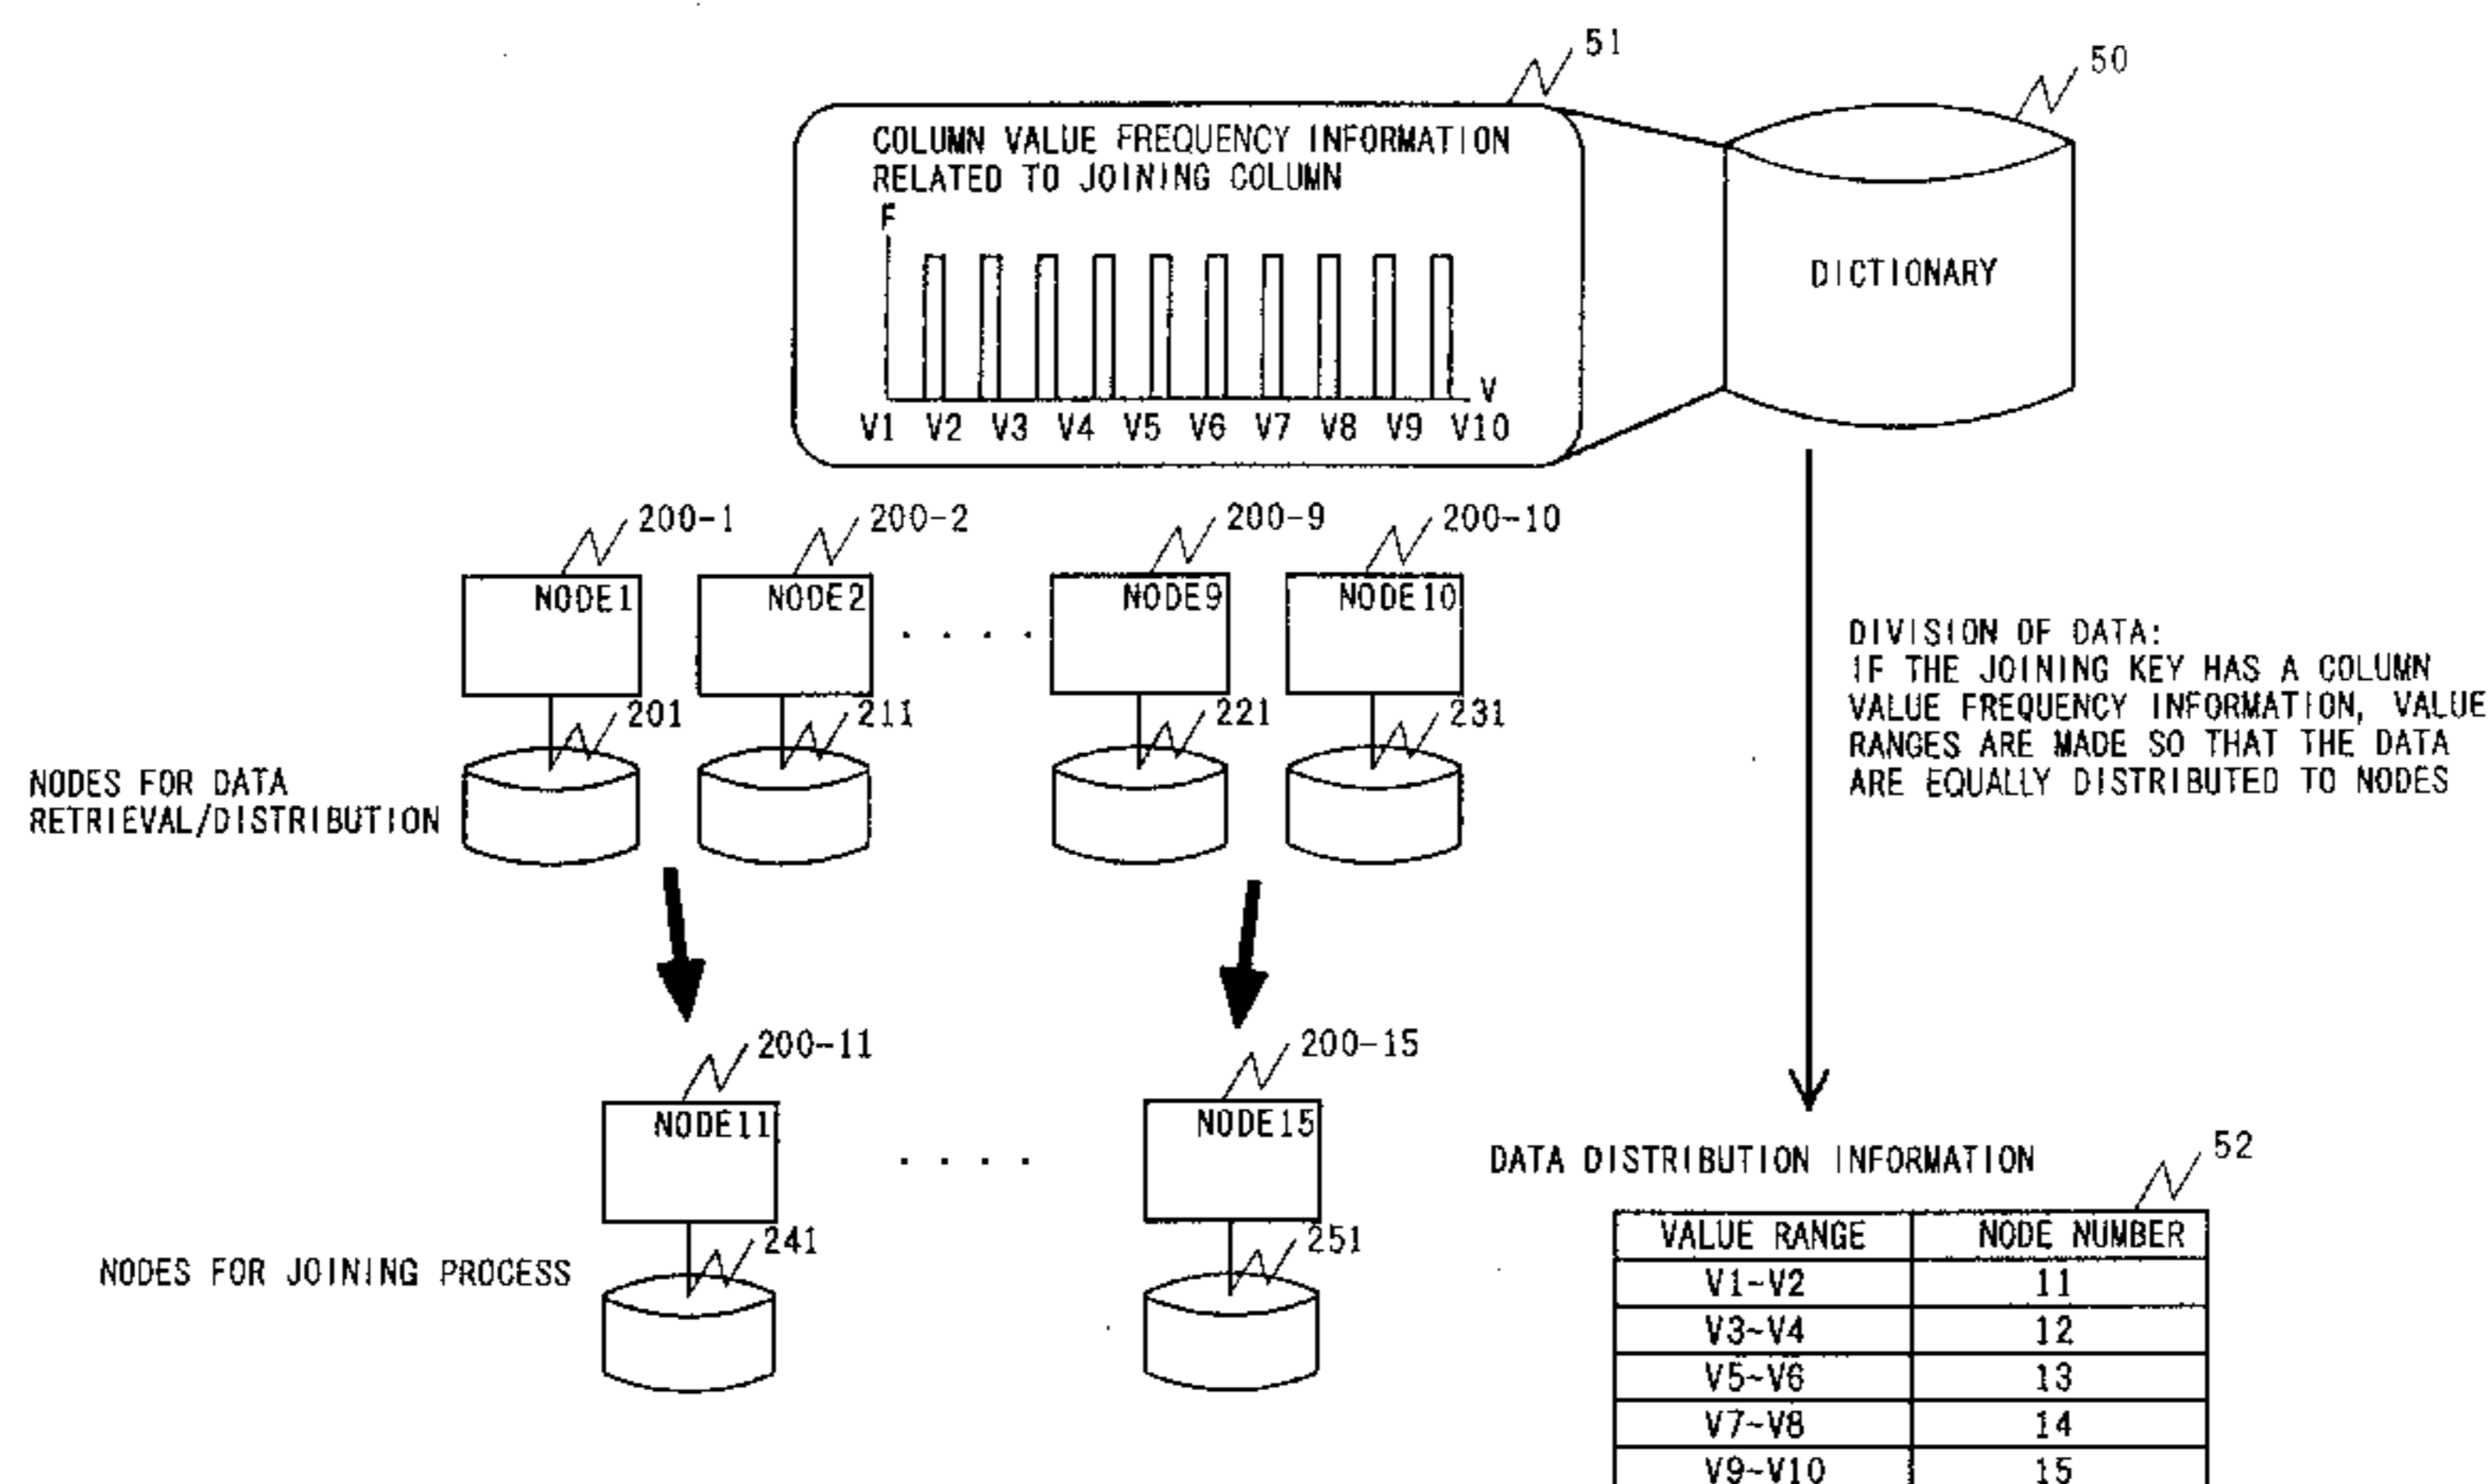 51
50
COLUMN VALUE FREQUENCY INFORMATION
RELATED TO JOINING COLUMN
F
V
V1 V2 V3 V4 V5 V6 V7 V8 V9 V10
DICTIONARY
200-1 200-2 200-9 200-10
NODE1 NODE2 NODE9 NODE10
201 211 221 231
NODES FOR DATA
RETRIEVAL/DISTRIBUTION
DIVISION OF DATA:
IF THE JOINING KEY HAS A COLUMN
VALUE FREQUENCY INFORMATION, VALUE
RANGES ARE MADE SO THAT THE DATA
ARE EQUALLY DISTRIBUTED TO NODES
200-11 200-15
NODE11 NODE15
241 251
NODES FOR JOINING PROCESS
DATA DISTRIBUTION INFORMATION
52
VALUE RANGE NODE NUMBER
V1~V2 11
V3~V4 12
V5~V6 13
V7~V8 14
V9~V10 15